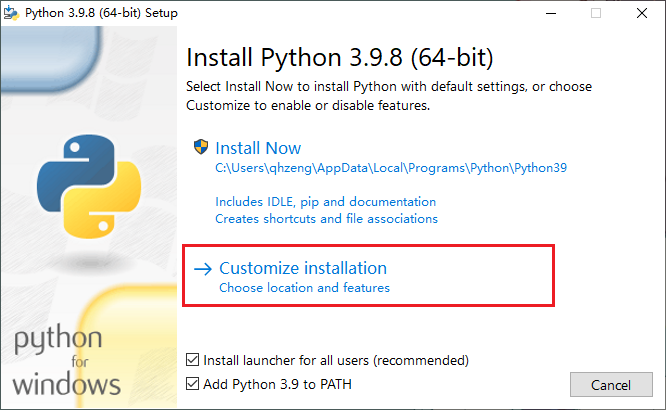 Python 3.9.8 (64-bit) Setup
Install Python 3.9.8 (64-bit)
Select Install Now to install Python with default settings, or choose
Customize to enable or disable features.
Install Now
C:\Users\qhzeng\AppData\Local\Programs\Python\Python39
Includes IDLE, pip and documentation
Creates shortcuts and file associations
Customize installation
Choose location and features
python
for
windows
Install launcher for all users (recommended)
Add Python 3.9 to PATH
Cancel